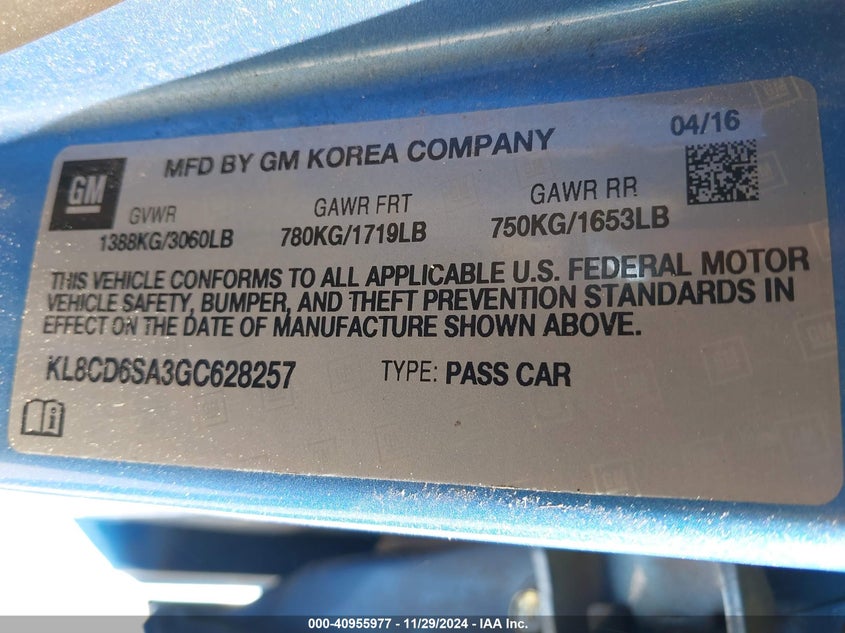 GM
MFD BY GM KOREA COMPANY
04/16
GVWR
1388KG/3060LB
GAWR FRT
780KG/1719LB
GAWR RR
750KG/1653LB
THIS VEHICLE CONFORMS TO ALL APPLICABLE U.S. FEDERAL MOTOR
VEHICLE SAFETY, BUMPER, AND THEFT PREVENTION STANDARDS IN
EFFECT ON THE DATE OF MANUFACTURE SHOWN ABOVE.
KL8CD6SA3GC628257
TYPE: PASS CAR
000-40955977 - 11/29/2024 - IAA Inc.